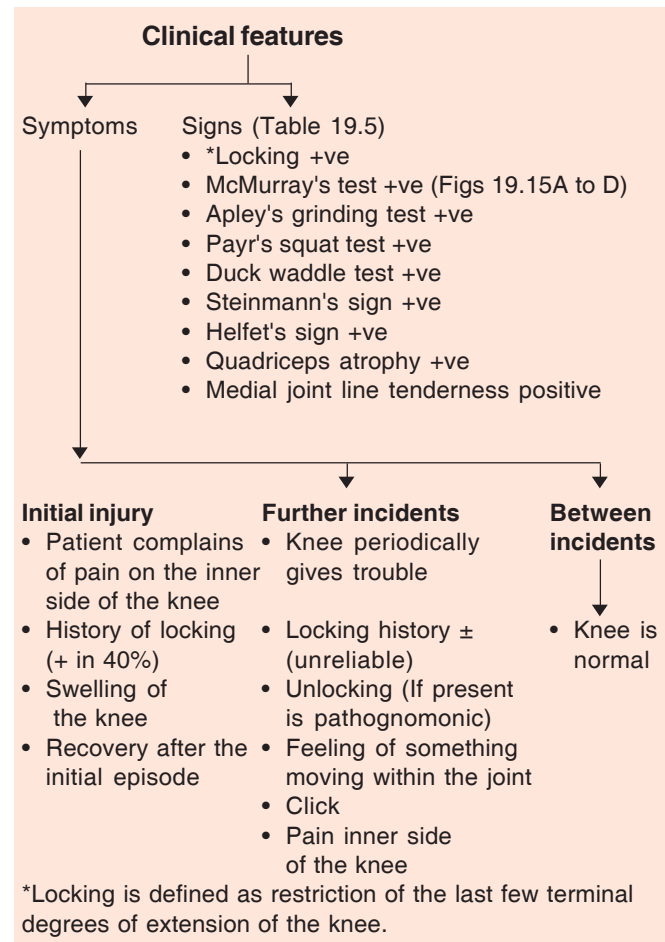 Clinical features
Symptoms
Signs (Table 19.5)
• *Locking +ve
• McMurray's test +ve (Figs 19.15A to D)
• Apley's grinding test +ve
• Payr's squat test +ve
• Duck waddle test +ve
• Steinmann's sign +ve
• Helfet's sign +ve
• Quadriceps atrophy +ve
• Medial joint line tenderness positive
Initial injury
• Patient complains
of pain on the inner
side of the knee
• History of locking
(+ in 40%)
• Swelling of
the knee
• Recovery after the
initial episode
Further incidents
• Knee periodically
gives trouble
• Locking history ±
(unreliable)
• Unlocking (If present
is pathognomonic)
• Feeling of something
moving within the joint
• Click
• Pain inner side
of the knee
Between
incidents
• Knee is
normal
*Locking is defined as restriction of the last few terminal
degrees of extension of the knee.